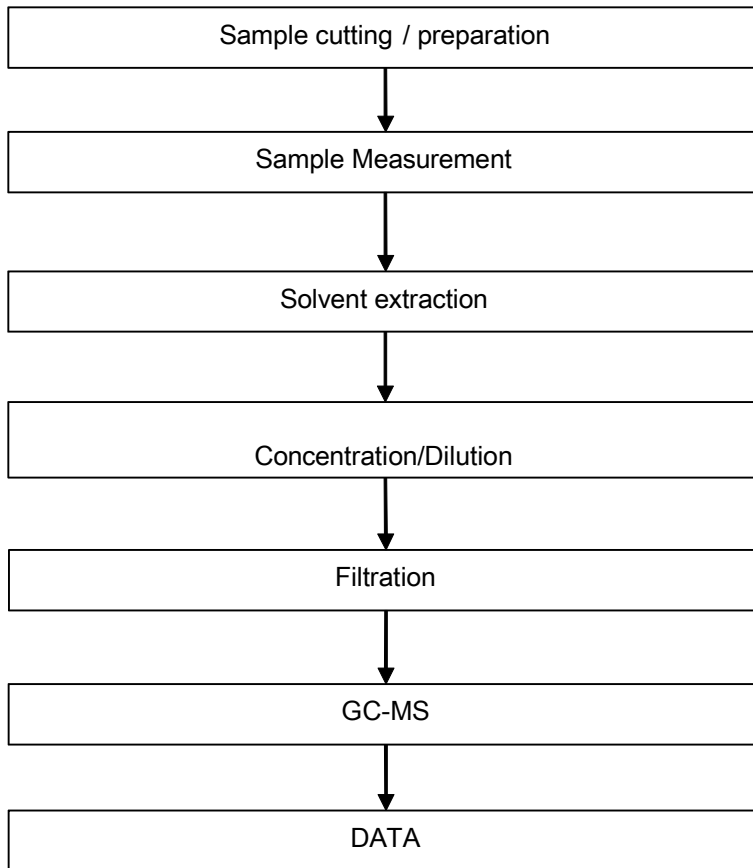 Sample cutting / preparation
Sample Measurement
Solvent extraction
Concentration/Dilution
Filtration
GC-MS
DATA